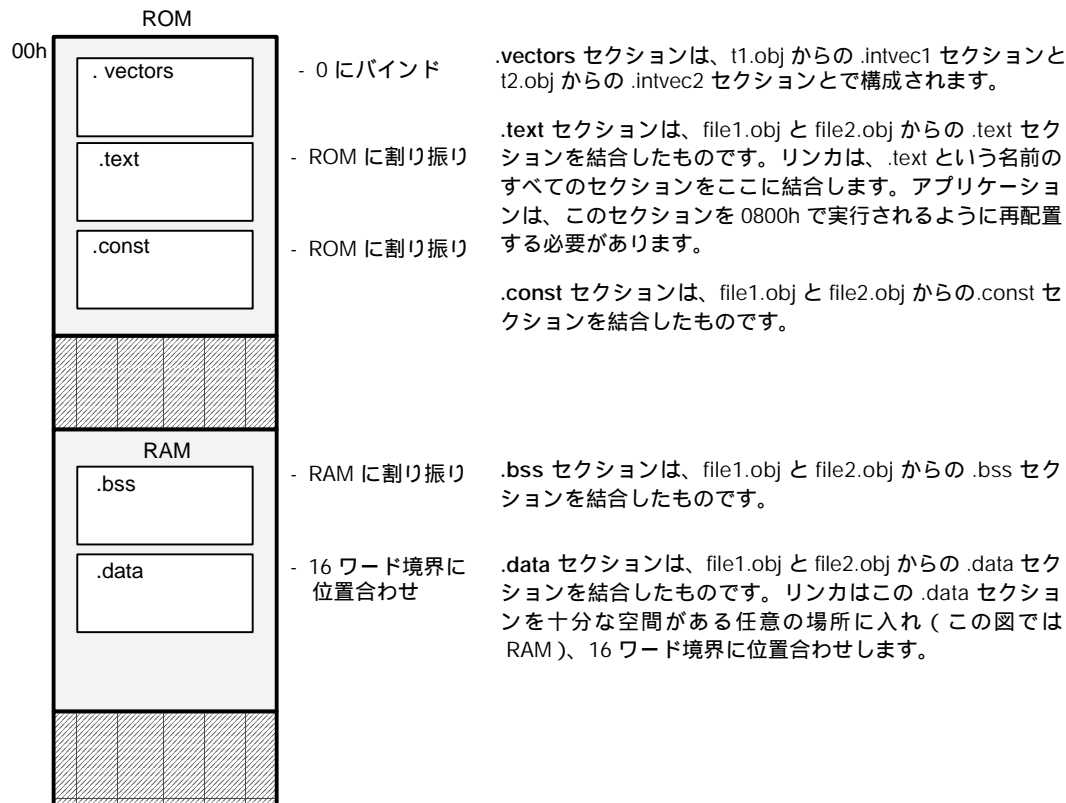 ROM
00h
. vectors
- 0 にバインド
.vectors セクションは、t1.obj からの .intvec1 セクションと
t2.obj からの .intvec2 セクションとで構成されます。
.text
- ROM に割り振り
.text セクションは、file1.obj と file2.obj からの .text セク
ションを結合したものです。リンカは、.text という名前の
すべてのセクションをここに結合します。アプリケーショ
ンは、このセクションを 0800h で実行されるように再配置
する必要があります。
.const
- ROM に割り振り
.const セクションは、file1.obj と file2.obj からの.const セ
クションを結合したものです。
RAM
.bss
- RAM に割り振り
.bss セクションは、file1.obj と file2.obj からの .bss セク
ションを結合したものです。
.data
- 16 ワード境界に
位置合わせ
.data セクションは、file1.obj と file2.obj からの .data セク
ションを結合したものです。リンカはこの .data セクショ
ンを十分な空間がある任意の場所に入れ ( この図では
RAM )、16 ワード境界に位置合わせします。